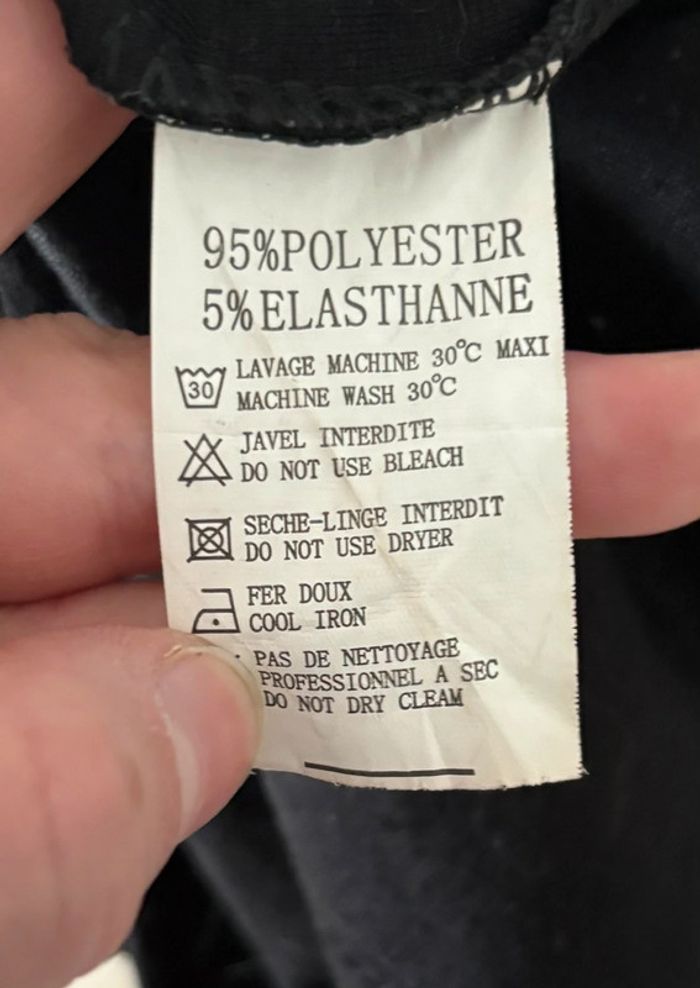 95%POLYESTER
5%ELASTHANNE
30 LAVAGE MACHINE 30°C MAXI
MACHINE WASH 30°C
JAVEL INTERDITE
DO NOT USE BLEACH
SECHE-LINGE INTERDIT
DO NOT USE DRYER
FER DOUX
COOL IRON
PAS DE NETTOYAGE
PROFESSIONNEL A SEC
DO NOT DRY CLEAM